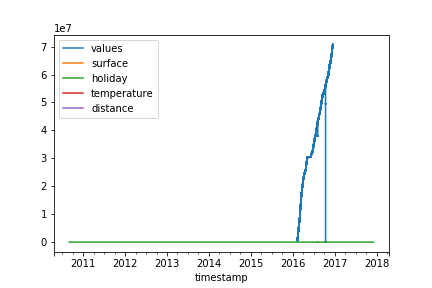 1e7
7
6
5
4
3
2
1
0
values
surface
holiday
temperature
distance
2011 2012 2013 2014 2015 2016 2017 2018
timestamp